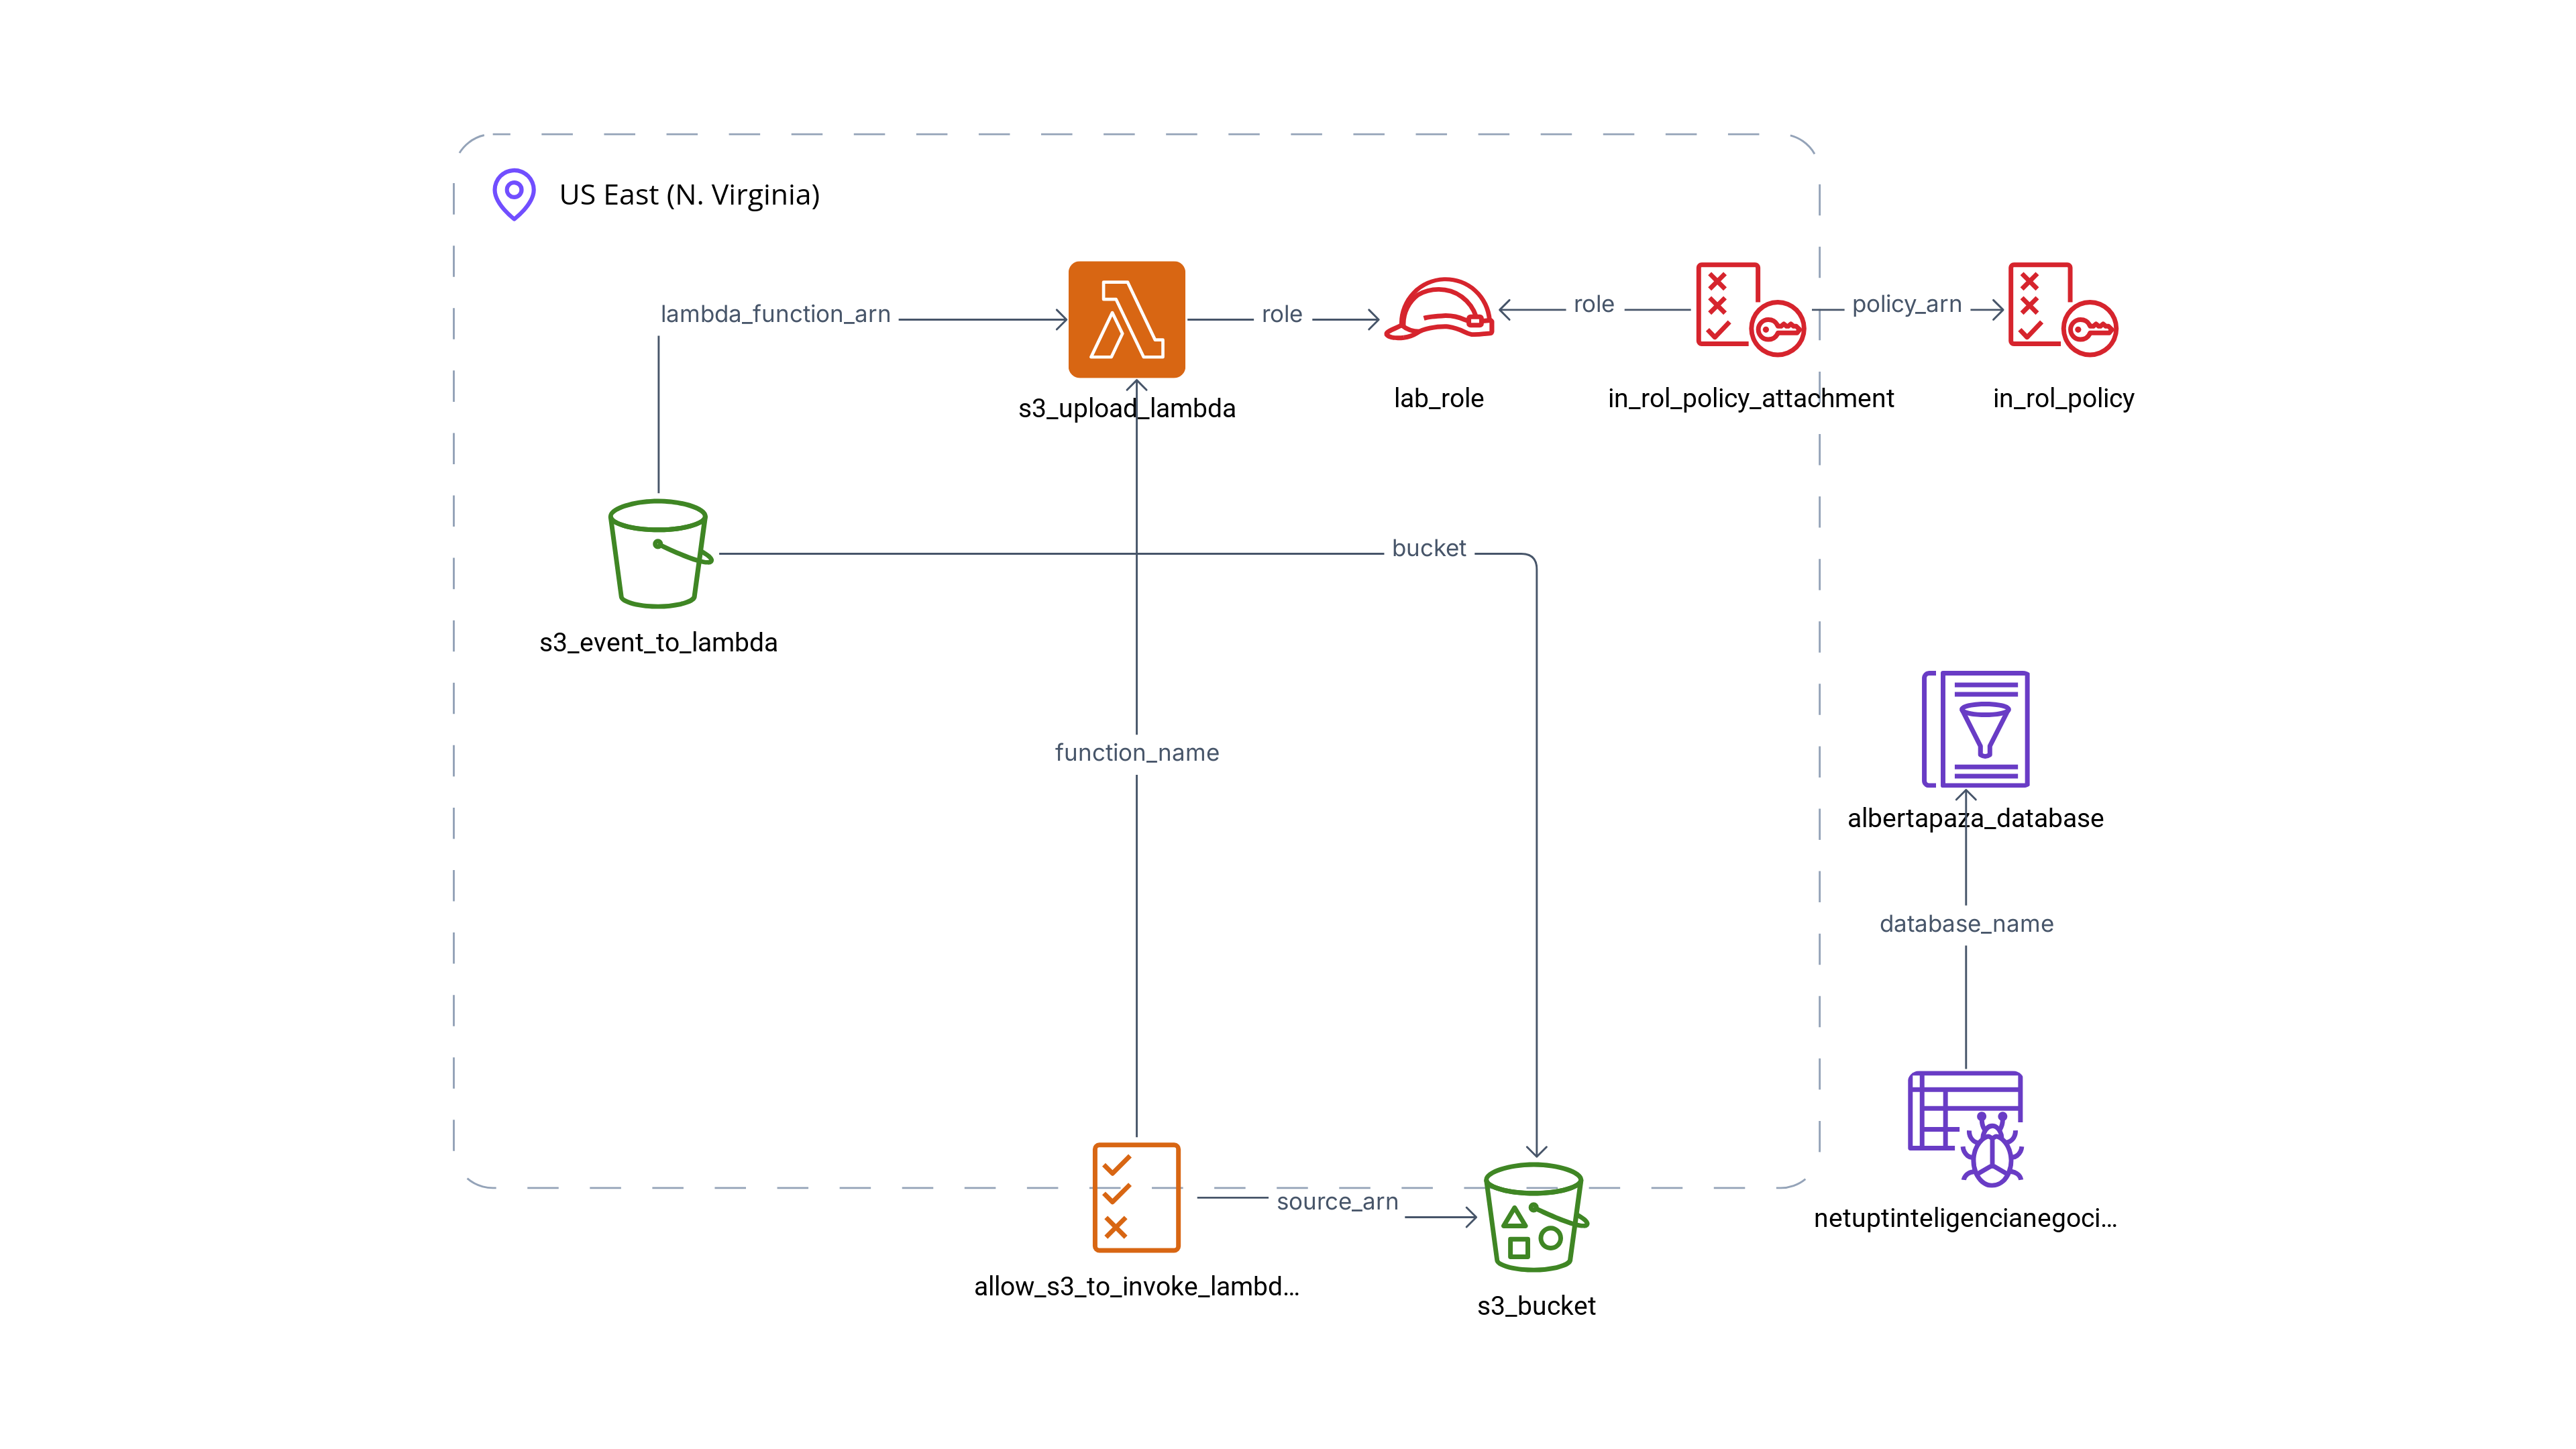 US East (N. Virginia)
lambda_function_arn
role
role
policy_arn
s3_upload_lambda
lab_role
in_rol_policy_attachment
in_rol_policy
bucket
s3_event_to_lambda
function_name
albertapaza_database
database_name
source_arn
netuptinteligencianegoci...
allow_s3_to_invoke_lambd...
s3_bucket